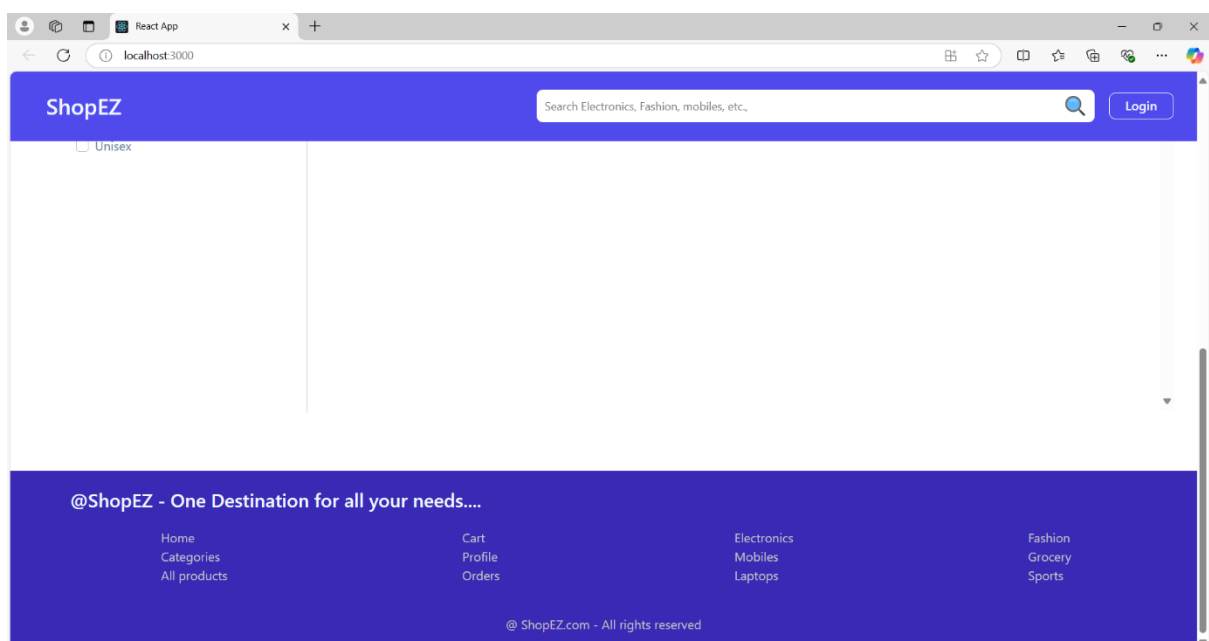 React App
localhost:3000
ShopEZ
Search Electronics, Fashion, mobiles, etc.,
Login
Unisex
@ShopEZ - One Destination for all your needs....
Home Cart Electronics Fashion
Categories Profile Mobiles Grocery
All products Orders Laptops Sports
@ ShopEZ.com - All rights reserved